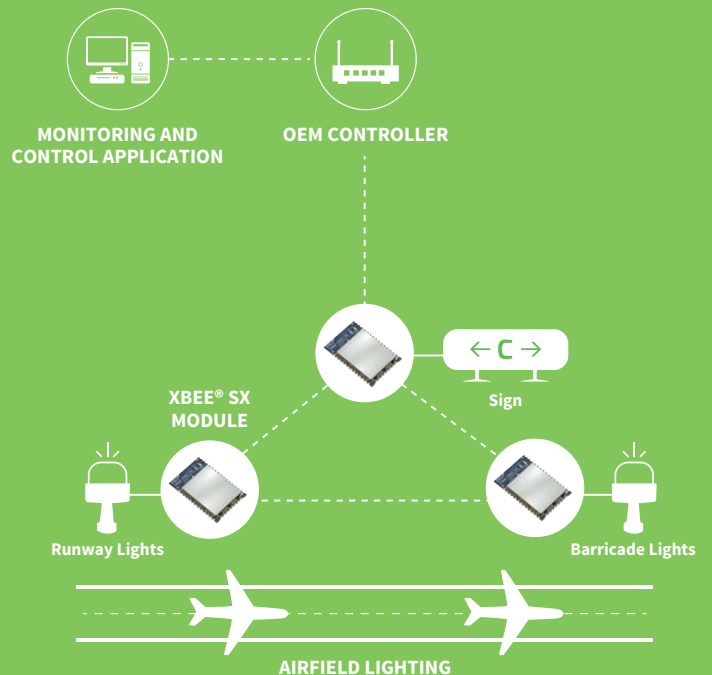 MONITORING AND
CONTROL APPLICATION
OEM CONTROLLER
← C →
Sign
XBEE® SX
MODULE
Runway Lights
Barricade Lights
AIRFIELD LIGHTING